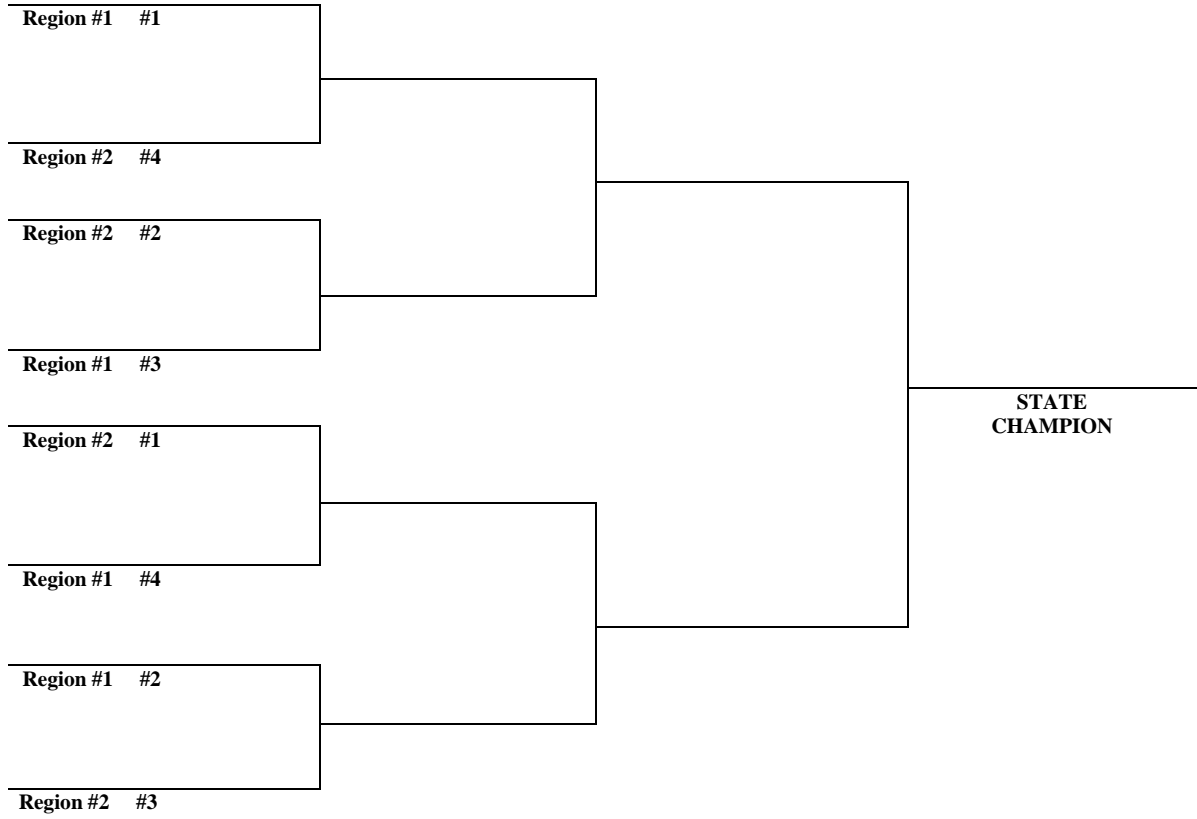 Region #1 #1
Region #2 #4
Region #2 #2
Region #1 #3
STATE
CHAMPION
Region #2 #1
Region #1 #4
Region #1 #2
Region #2 #3